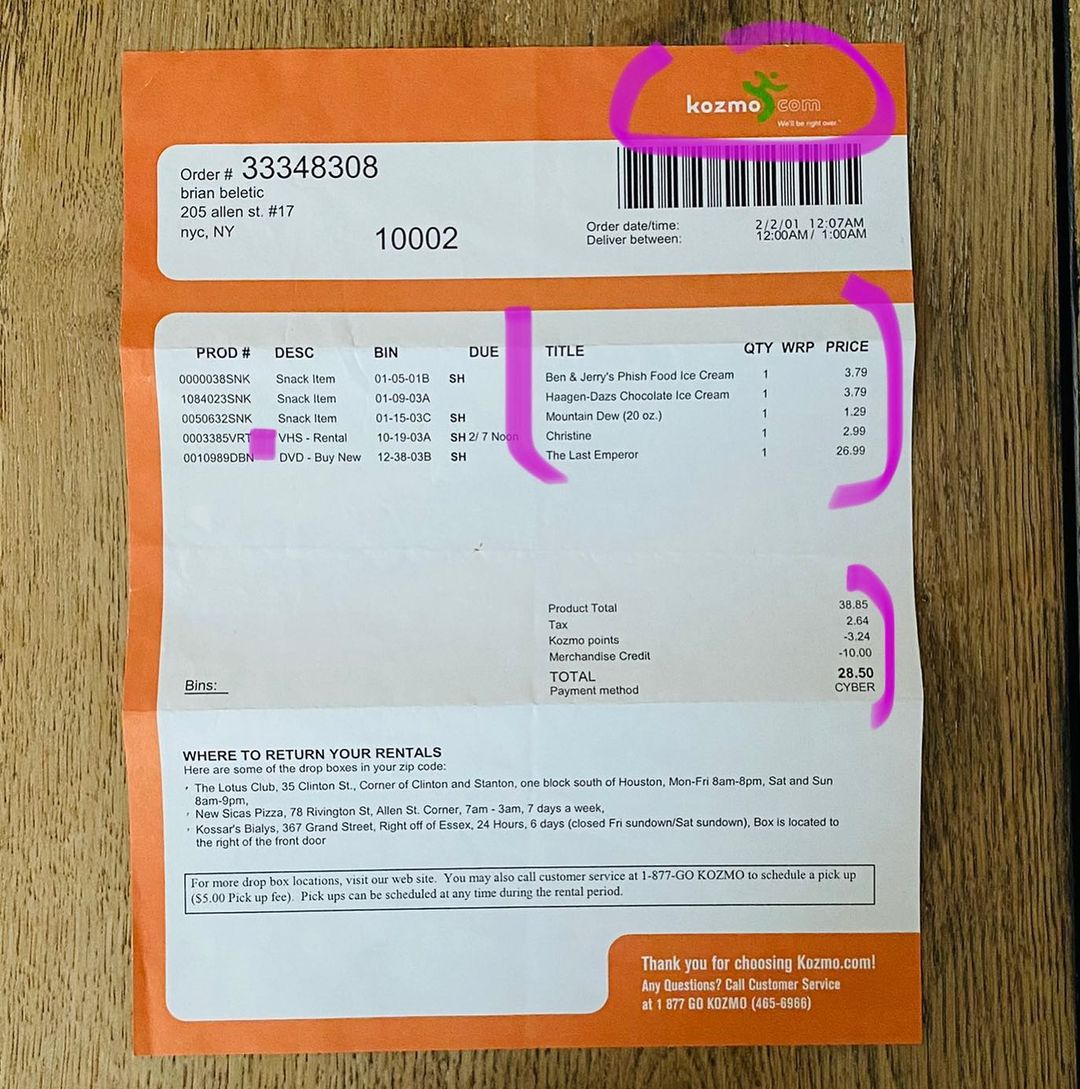 kozmo.com
We'll be right over.™
Order # 33348308
brian beletic
205 allen st. #17
nyc, NY
10002
Order date/time: 2/2/01 12:07AM
Deliver between: 12:00AM / 1:00AM
PROD # DESC BIN DUE TITLE QTY WRP PRICE
0000038SNK Snack Item 01-05-01B SH Ben & Jerry's Phish Food Ice Cream 1 3.79
1084023SNK Snack Item 01-09-03A Haagen-Dazs Chocolate Ice Cream 1 3.79
0050632SNK Snack Item 01-15-03C SH Mountain Dew (20 oz.) 1 1.29
0003385VRT VHS - Rental 10-19-03A SH 2/ 7 Noon Christine 1 2.99
0010989DBN DVD - Buy New 12-38-03B SH The Last Emperor 1 26.99
Product Total 38.85
Tax 2.64
Kozmo points -3.24
Merchandise Credit -10.00
TOTAL 28.50
Payment method CYBER
Bins:
WHERE TO RETURN YOUR RENTALS
Here are some of the drop boxes in your zip code:
· The Lotus Club, 35 Clinton St., Corner of Clinton and Stanton, one block south of Houston, Mon-Fri 8am-8pm, Sat and Sun
8am-9pm,
· New Sicas Pizza, 78 Rivington St, Allen St. Corner, 7am - 3am, 7 days a week,
· Kossar's Bialys, 367 Grand Street, Right off of Essex, 24 Hours, 6 days (closed Fri sundown/Sat sundown), Box is located to
the right of the front door
For more drop box locations, visit our web site. You may also call customer service at 1-877-GO KOZMO to schedule a pick up
($5.00 Pick up fee). Pick ups can be scheduled at any time during the rental period.
Thank you for choosing Kozmo.com!
Any Questions? Call Customer Service
at 1 877 GO KOZMO (465-6966)